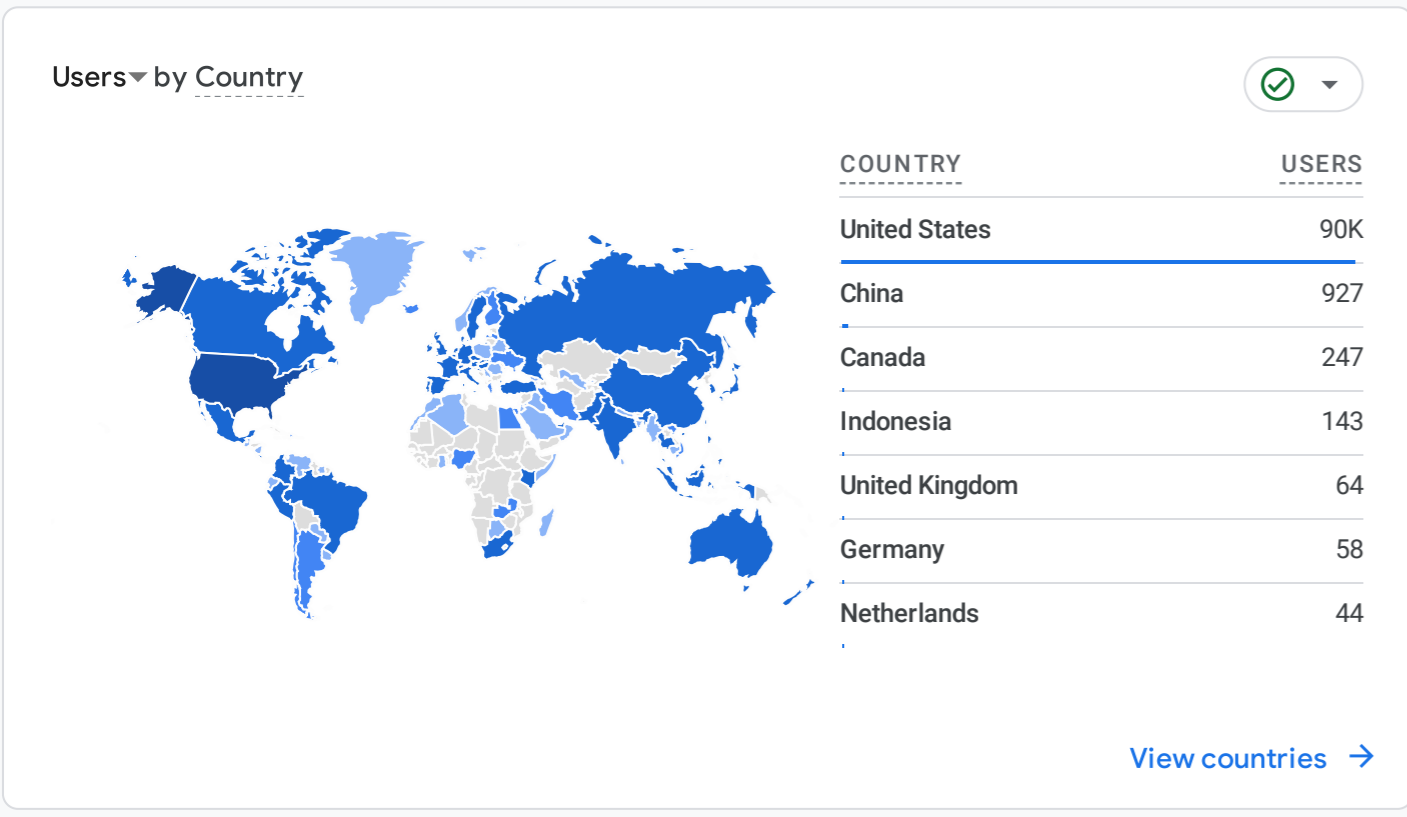 Users by Country
COUNTRY USERS
United States 90K
China 927
Canada 247
Indonesia 143
United Kingdom 64
Germany 58
Netherlands 44
View countries